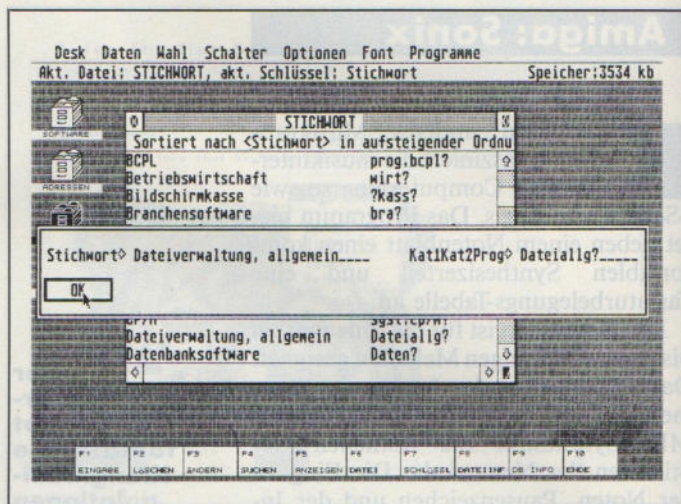 Amiga: Sonix
Desk Daten Wahl Schalter Optionen Font Programme
Akt. Datei: STICHWORT, akt. Schlüssel: Stichwort Speicher:3534 kb
SOFTWARE
ADRESSEN
STICHWORT
Sortiert nach <Stichwort> in aufsteigender Ordnu
BCPL prog.bcpl?
Betriebswirtschaft wirt?
Bildschirmkasse ?kass?
Branchensoftware bra?
Stichwort◊ Dateiverwaltung, allgemein____ Kat1Kat2Prog◊ Dateiallg?______
OK
Dateiverwaltung, allgemein Dateiallg?
Datenbanksoftware Daten?
F1 F2 F3 F4 F5 F6 F7 F8 F9 F10
EINGABE LöSCHEN äNDERN SUCHEN ANZEIGEN DATEI SCHLüSSEL DATEIINF DB INFO ENDE